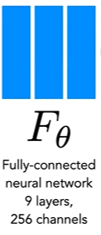 Fθ
Fully-connected
neural network
9 layers,
256 channels